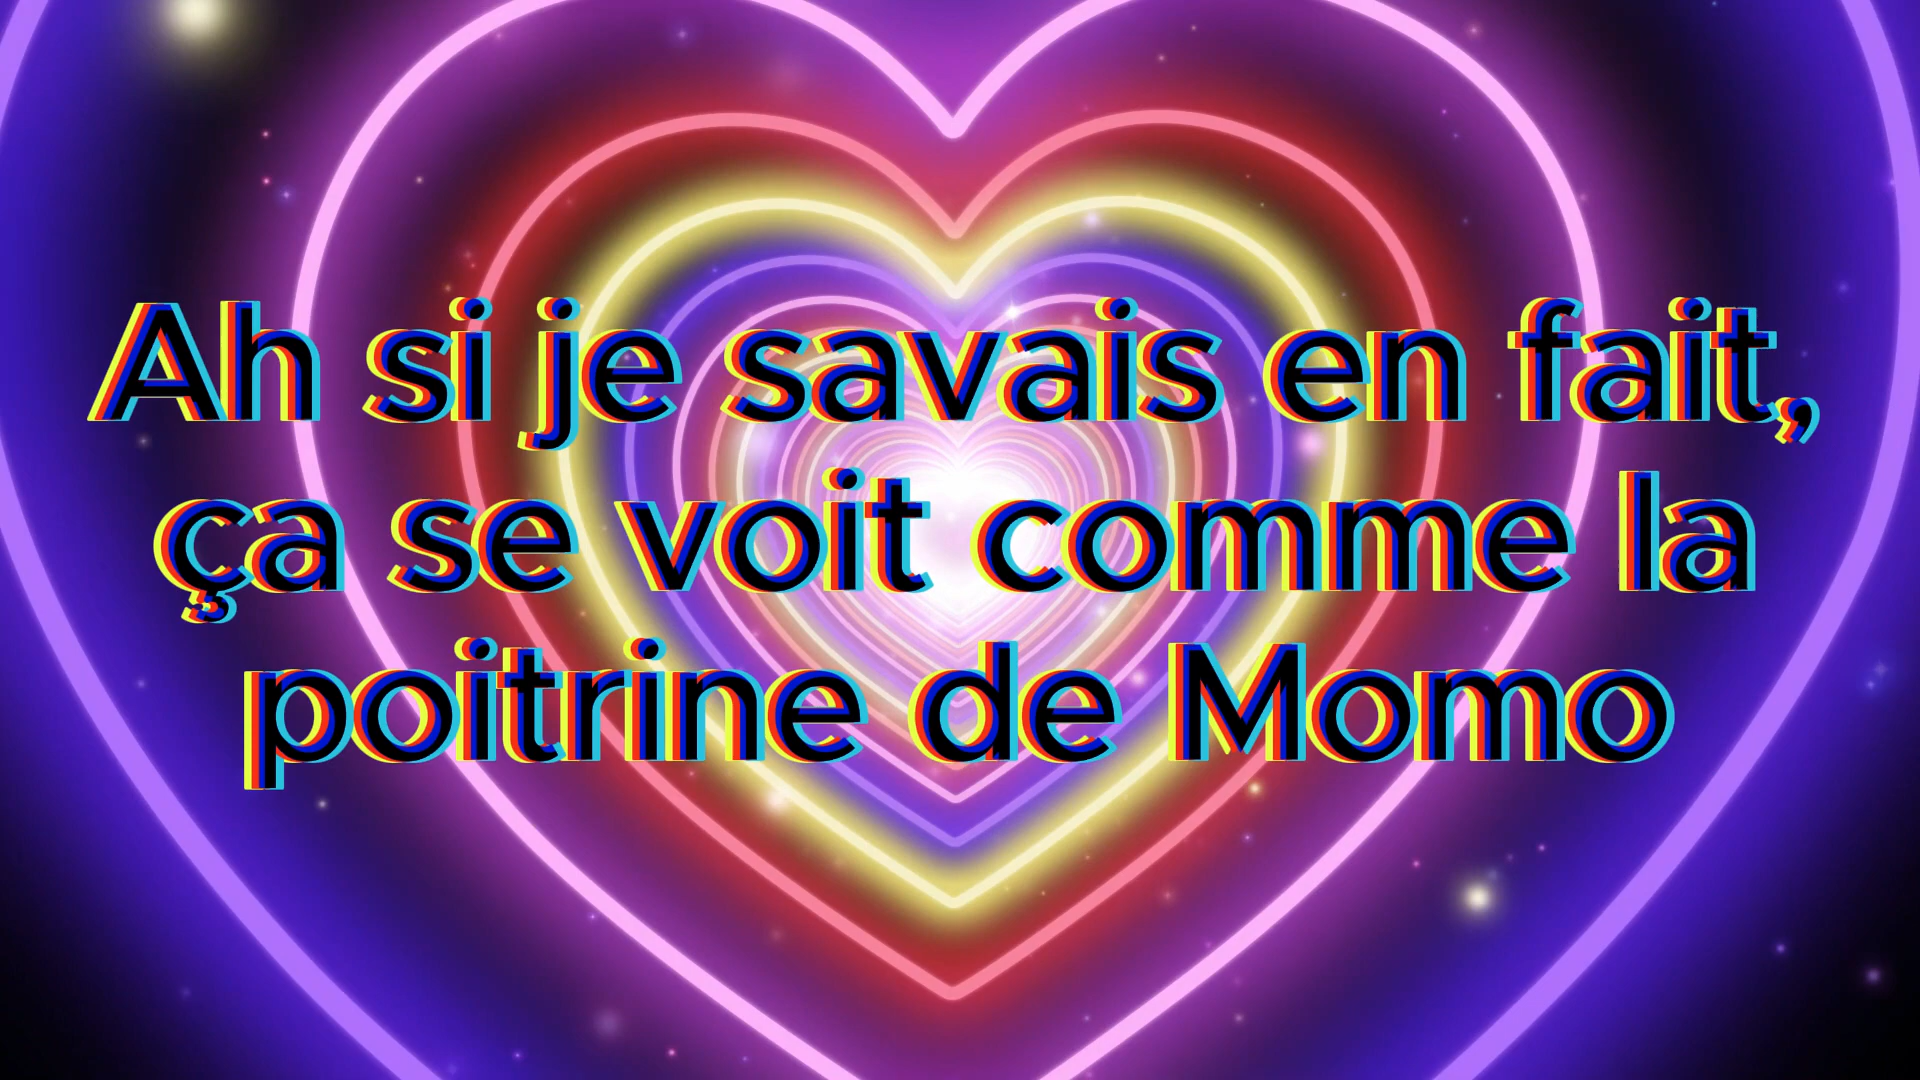 Ah si je savais en fait,
ça se voit comme la
poitrine de Momo